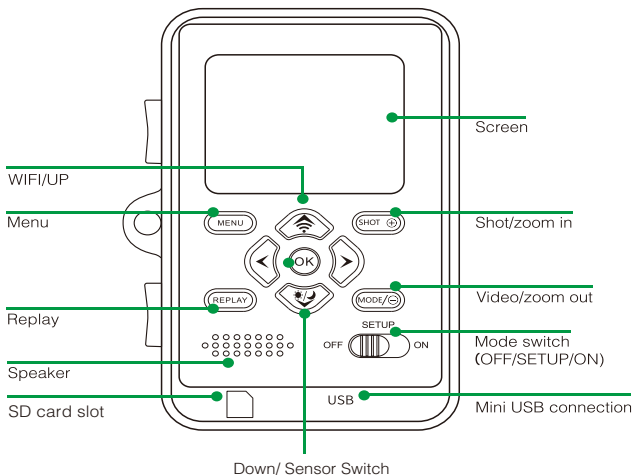 Screen
WIFI/UP
Menu
MENU
SHOT
Shot/zoom in
OK
REPLAY
MODE/
Video/zoom out
Replay
SETUP
OFF
ON
Mode switch
(OFF/SETUP/ON)
Speaker
SD card slot
USB
Mini USB connection
Down/ Sensor Switch